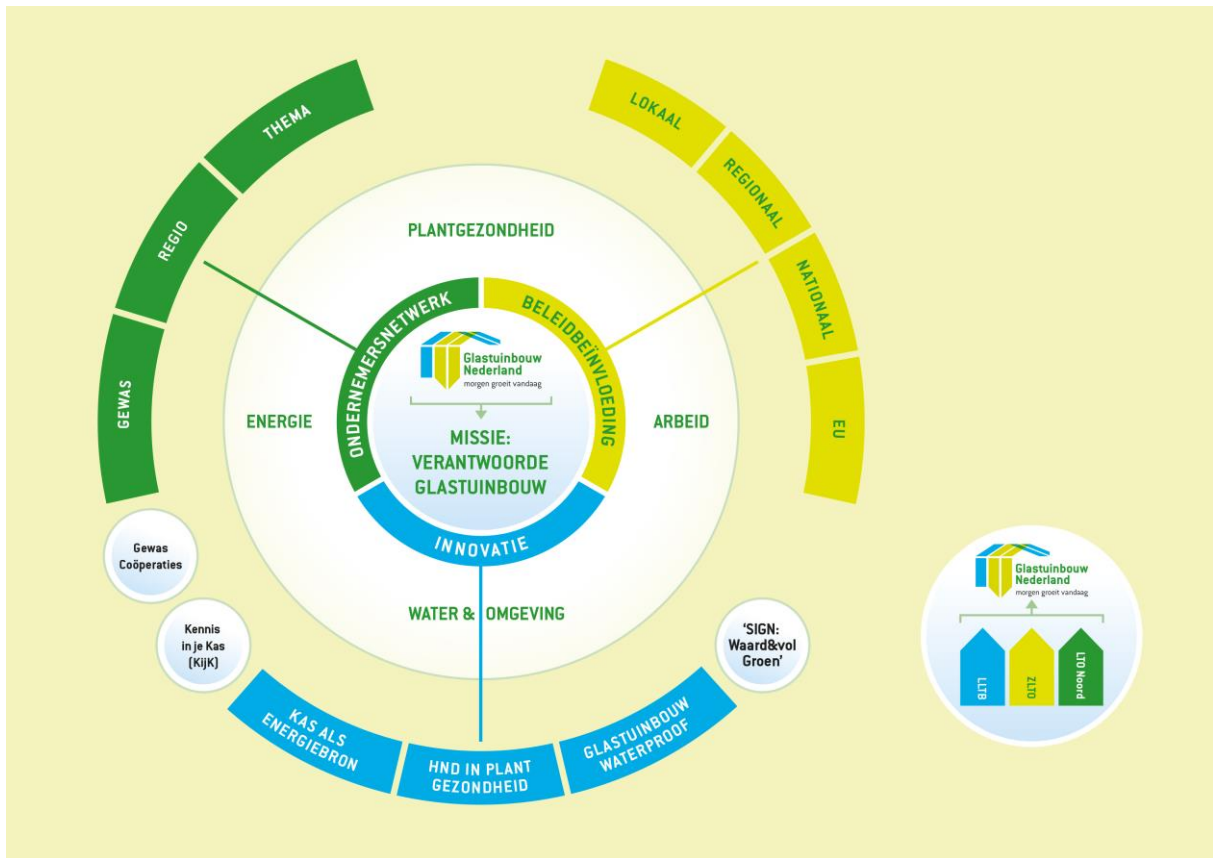 THEMA
REGIO
GEWAS
LOKAAL
REGIONAAL
NATIONAAL
EU
PLANTGEZONDHEID
ENERGIE
ARBEID
WATER & OMGEVING
ONDERNEMERSNETWERK
BELEIDBEÏNVLOEDING
INNOVATIE
Glastuinbouw
Nederland
morgen groeit vandaag
MISSIE:
VERANTWOORDE
GLASTUINBOUW
Gewas
Coöperaties
Kennis
in je Kas
(KijK)
KAS ALS
ENERGIEBRON
HND IN PLANT
GEZONDHEID
GLASTUINBOUW
WATERPROOF
‘SIGN:
Waard&vol
Groen’
Glastuinbouw
Nederland
morgen groeit vandaag
LLTB
ZLTO
LTO Noord